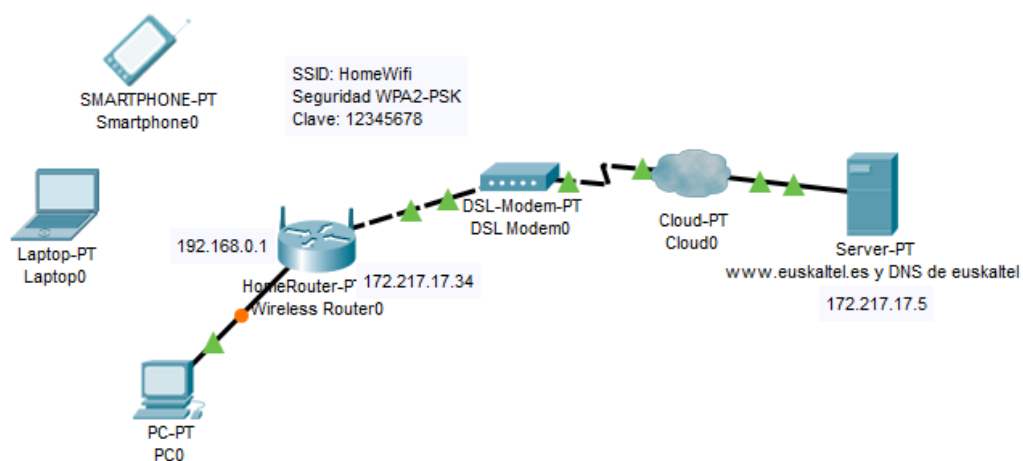 SMARTPHONE-PT
Smartphone0
SSID: HomeWifi
Seguridad WPA2-PSK
Clave: 12345678
Laptop-PT
Laptop0
192.168.0.1
HomeRouter-P
Wireless Router0
172.217.17.34
DSL-Modem-PT
DSL Modem0
Cloud-PT
Cloud0
Server-PT
www.euskaltel.es y DNS de euskaltel
172.217.17.5
PC-PT
PC0